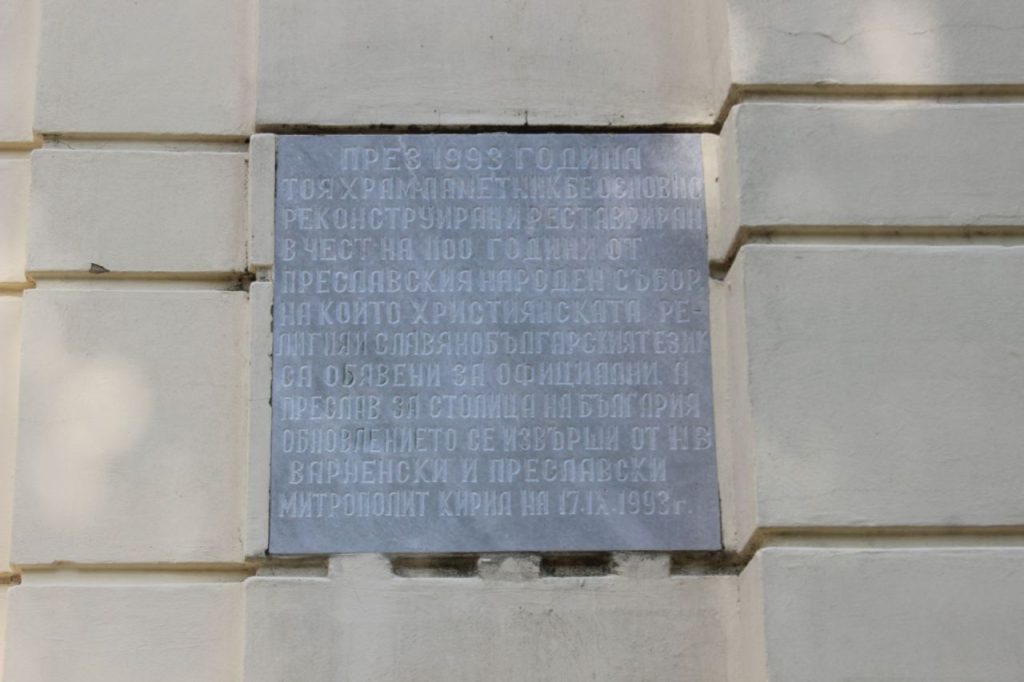 ПРЕЗ 1993 ГОДИНА
ТОЯ ХРАМ-ПАМЕТНИК БЕ ОСНОВНО
РЕКОНСТРУИРАН И РЕСТАВРИРАН
В ЧЕСТ НА 1100 ГОДИНИ ОТ
ПРЕСЛАВСКИЯ НАРОДЕН СЪБОР,
НА КОЙТО ХРИСТИЯНСКАТА РЕ-
ЛИГИЯ И СЛАВЯНОБЪЛГАРСКИЯТ ЕЗИК
СА ОБЯВЕНИ ЗА ОФИЦИАЛНИ. А
ПРЕСЛАВ ЗА СТОЛИЦА НА БЪЛГАРИЯ
ОБНОВЛЕНИЕТО СЕ ИЗВЪРШИ ОТ Н В
ВАРНЕНСКИ И ПРЕСЛАВСКИ
МИТРОПОЛИТ КИРИЛ НА 17.IX.1993 г.